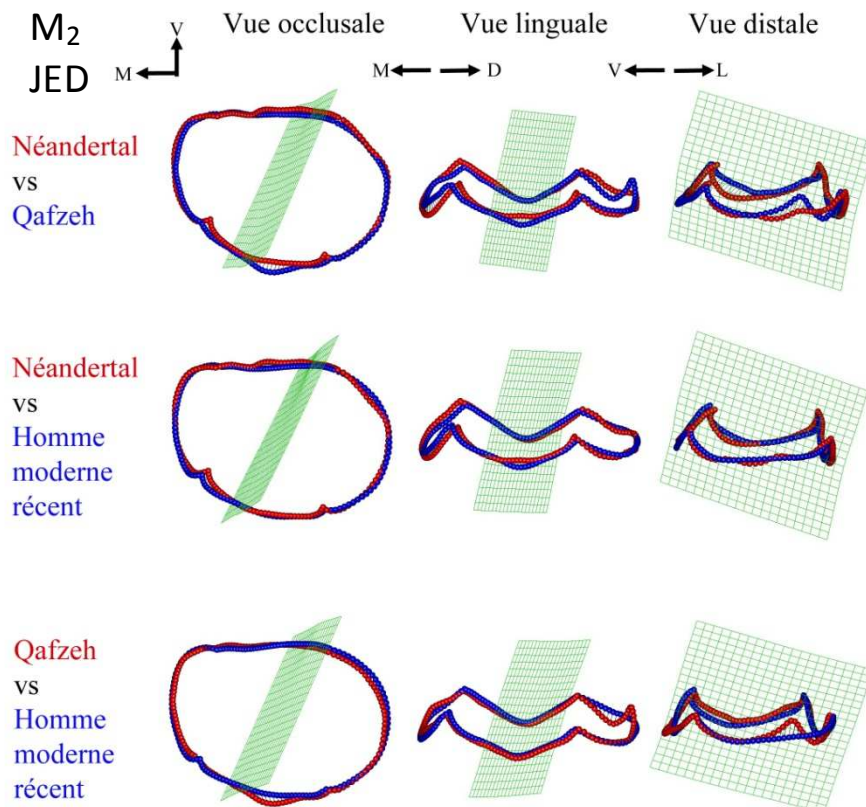 M₂
JED
V
M
Vue occlusale
Vue linguale
Vue distale
M
D
V
L
Néandertal
vs
Qafzeh
Néandertal
vs
Homme
moderne
récent
Qafzeh
vs
Homme
moderne
récent